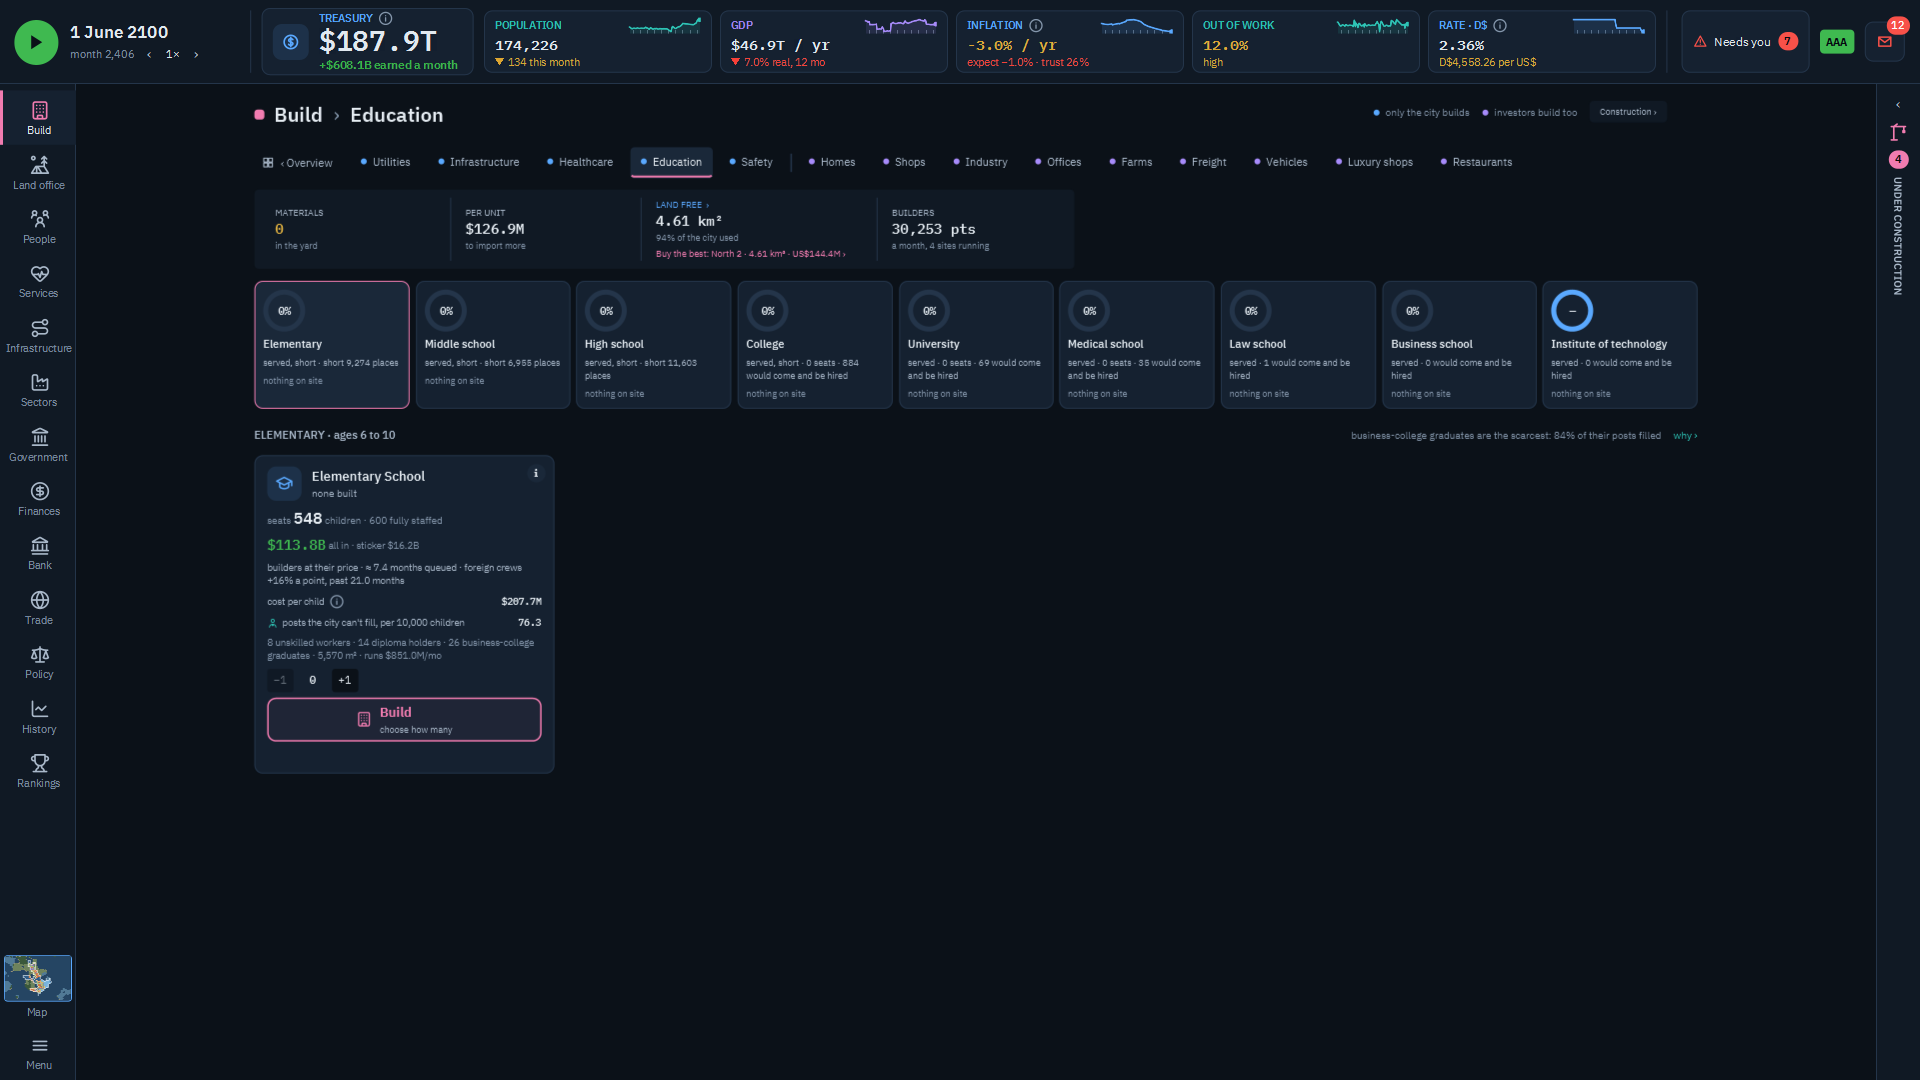 1 June 2100
month 2,406 ‹ 1× ›
TREASURY
$187.9T
+$608.1B earned a month
POPULATION
174,226
▼ 134 this month
GDP
$46.9T / yr
▼ 7.0% real, 12 mo
INFLATION
-3.0% / yr
expect −1.0% · trust 26%
OUT OF WORK
12.0%
high
RATE · D$
2.36%
D$4,558.26 per US$
Needs you 7
AAA
12
Build
Land office
People
Services
Infrastructure
Sectors
Government
Finances
Bank
Trade
Policy
History
Rankings
Map
Menu
Build › Education
only the city builds
investors build too
Construction ›
‹ Overview
Utilities
Infrastructure
Healthcare
Education
Safety
Homes
Shops
Industry
Offices
Farms
Freight
Vehicles
Luxury shops
Restaurants
MATERIALS
0
in the yard
PER UNIT
$126.9M
to import more
LAND FREE ›
4.61 km²
94% of the city used
Buy the best: North 2 · 4.61 km² · US$144.4M ›
BUILDERS
30,253 pts
a month, 4 sites running
0%
Elementary
served, short · short 9,274 places
nothing on site
0%
Middle school
served, short · short 6,955 places
nothing on site
0%
High school
served, short · short 11,603
places
nothing on site
0%
College
served, short · 0 seats · 884
would come and be hired
nothing on site
0%
University
served · 0 seats · 69 would come
and be hired
nothing on site
0%
Medical school
served · 0 seats · 35 would come
and be hired
nothing on site
0%
Law school
served · 1 would come and be
hired
nothing on site
0%
Business school
served · 0 would come and be
hired
nothing on site
–
Institute of technology
served · 0 would come and be
hired
nothing on site
ELEMENTARY · ages 6 to 10
business-college graduates are the scarcest: 84% of their posts filled why ›
Elementary School
none built
i
seats 548 children · 600 fully staffed
$113.8B all in · sticker $16.2B
builders at their price · ≈ 7.4 months queued · foreign crews
+16% a point, past 21.0 months
cost per child $207.7M
posts the city can't fill, per 10,000 children 76.3
8 unskilled workers · 14 diploma holders · 26 business-college
graduates · 5,570 m² · runs $851.0M/mo
−1 0 +1
Build
choose how many
‹
4
UNDER CONSTRUCTION